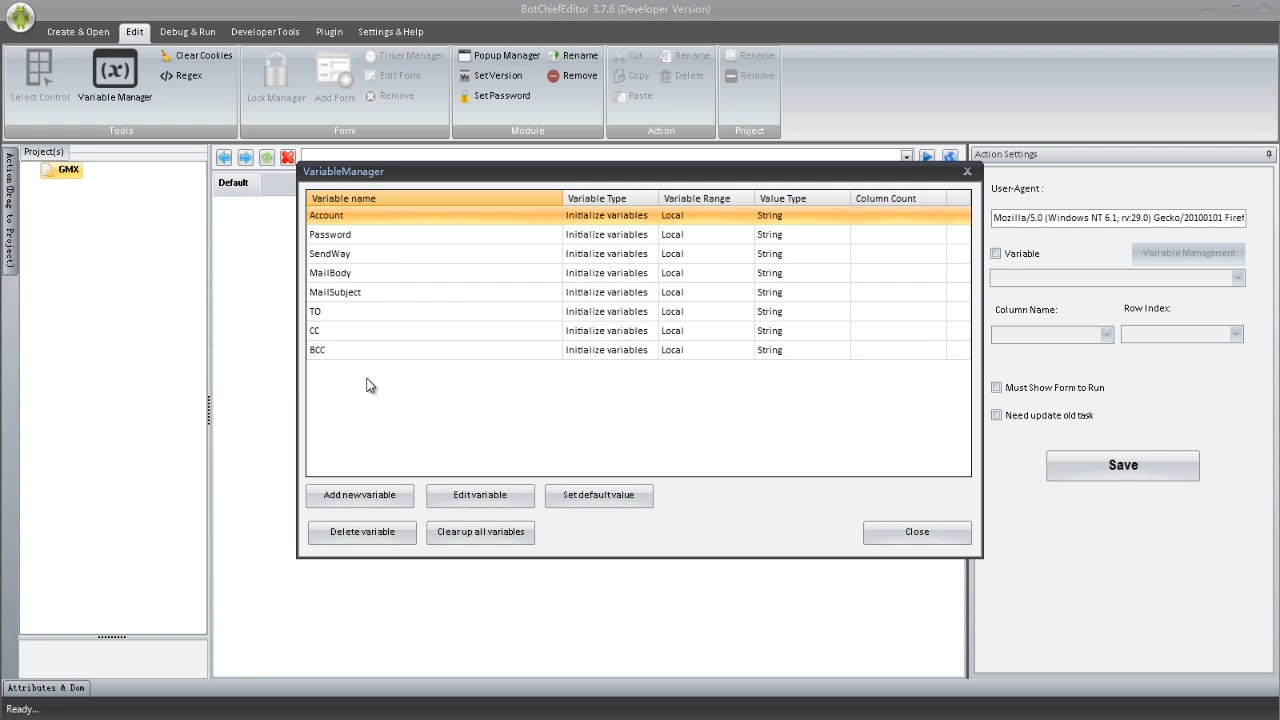 BotChiefEditor 3.7.6 (Developer Version)
Create & Open Edit Debug & Run Developer Tools Plugin Settings & Help
Select Control
(x)
Variable Manager
Clear Cookies
</> Regex
Tools
Lock Manager
Add Form
Timer Manager
Edit Form
Remove
Form
Popup Manager
Set Version
Set Password
Rename
Remove
Module
Cut
Copy
Paste
Rename
Delete
Action
Rename
Remove
Project
Action(Drag to Project)
Project(s)
GMX
Default
VariableManager
X
Variable name Variable Type Variable Range Value Type Column Count
Account Initialize variables Local String
Password Initialize variables Local String
SendWay Initialize variables Local String
MailBody Initialize variables Local String
MailSubject Initialize variables Local String
TO Initialize variables Local String
CC Initialize variables Local String
BCC Initialize variables Local String
Add new variable Edit variable Set default value
Delete variable Clear up all variables Close
Action Settings
User-Agent :
Mozilla/5.0 (Windows NT 6.1; rv:29.0) Gecko/20100101 Firef
Variable Variable Management
Column Name: Row Index:
Must Show Form to Run
Need update old task
Save
Attributes & Dom
Ready...